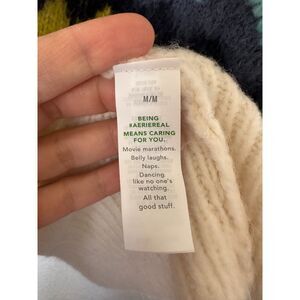 M/M
BEING
#AERIEREAL
MEANS CARING
FOR YOU.
Movie marathons.
Belly laughs.
Naps.
Dancing
like no one's
watching.
All that
good stuff.